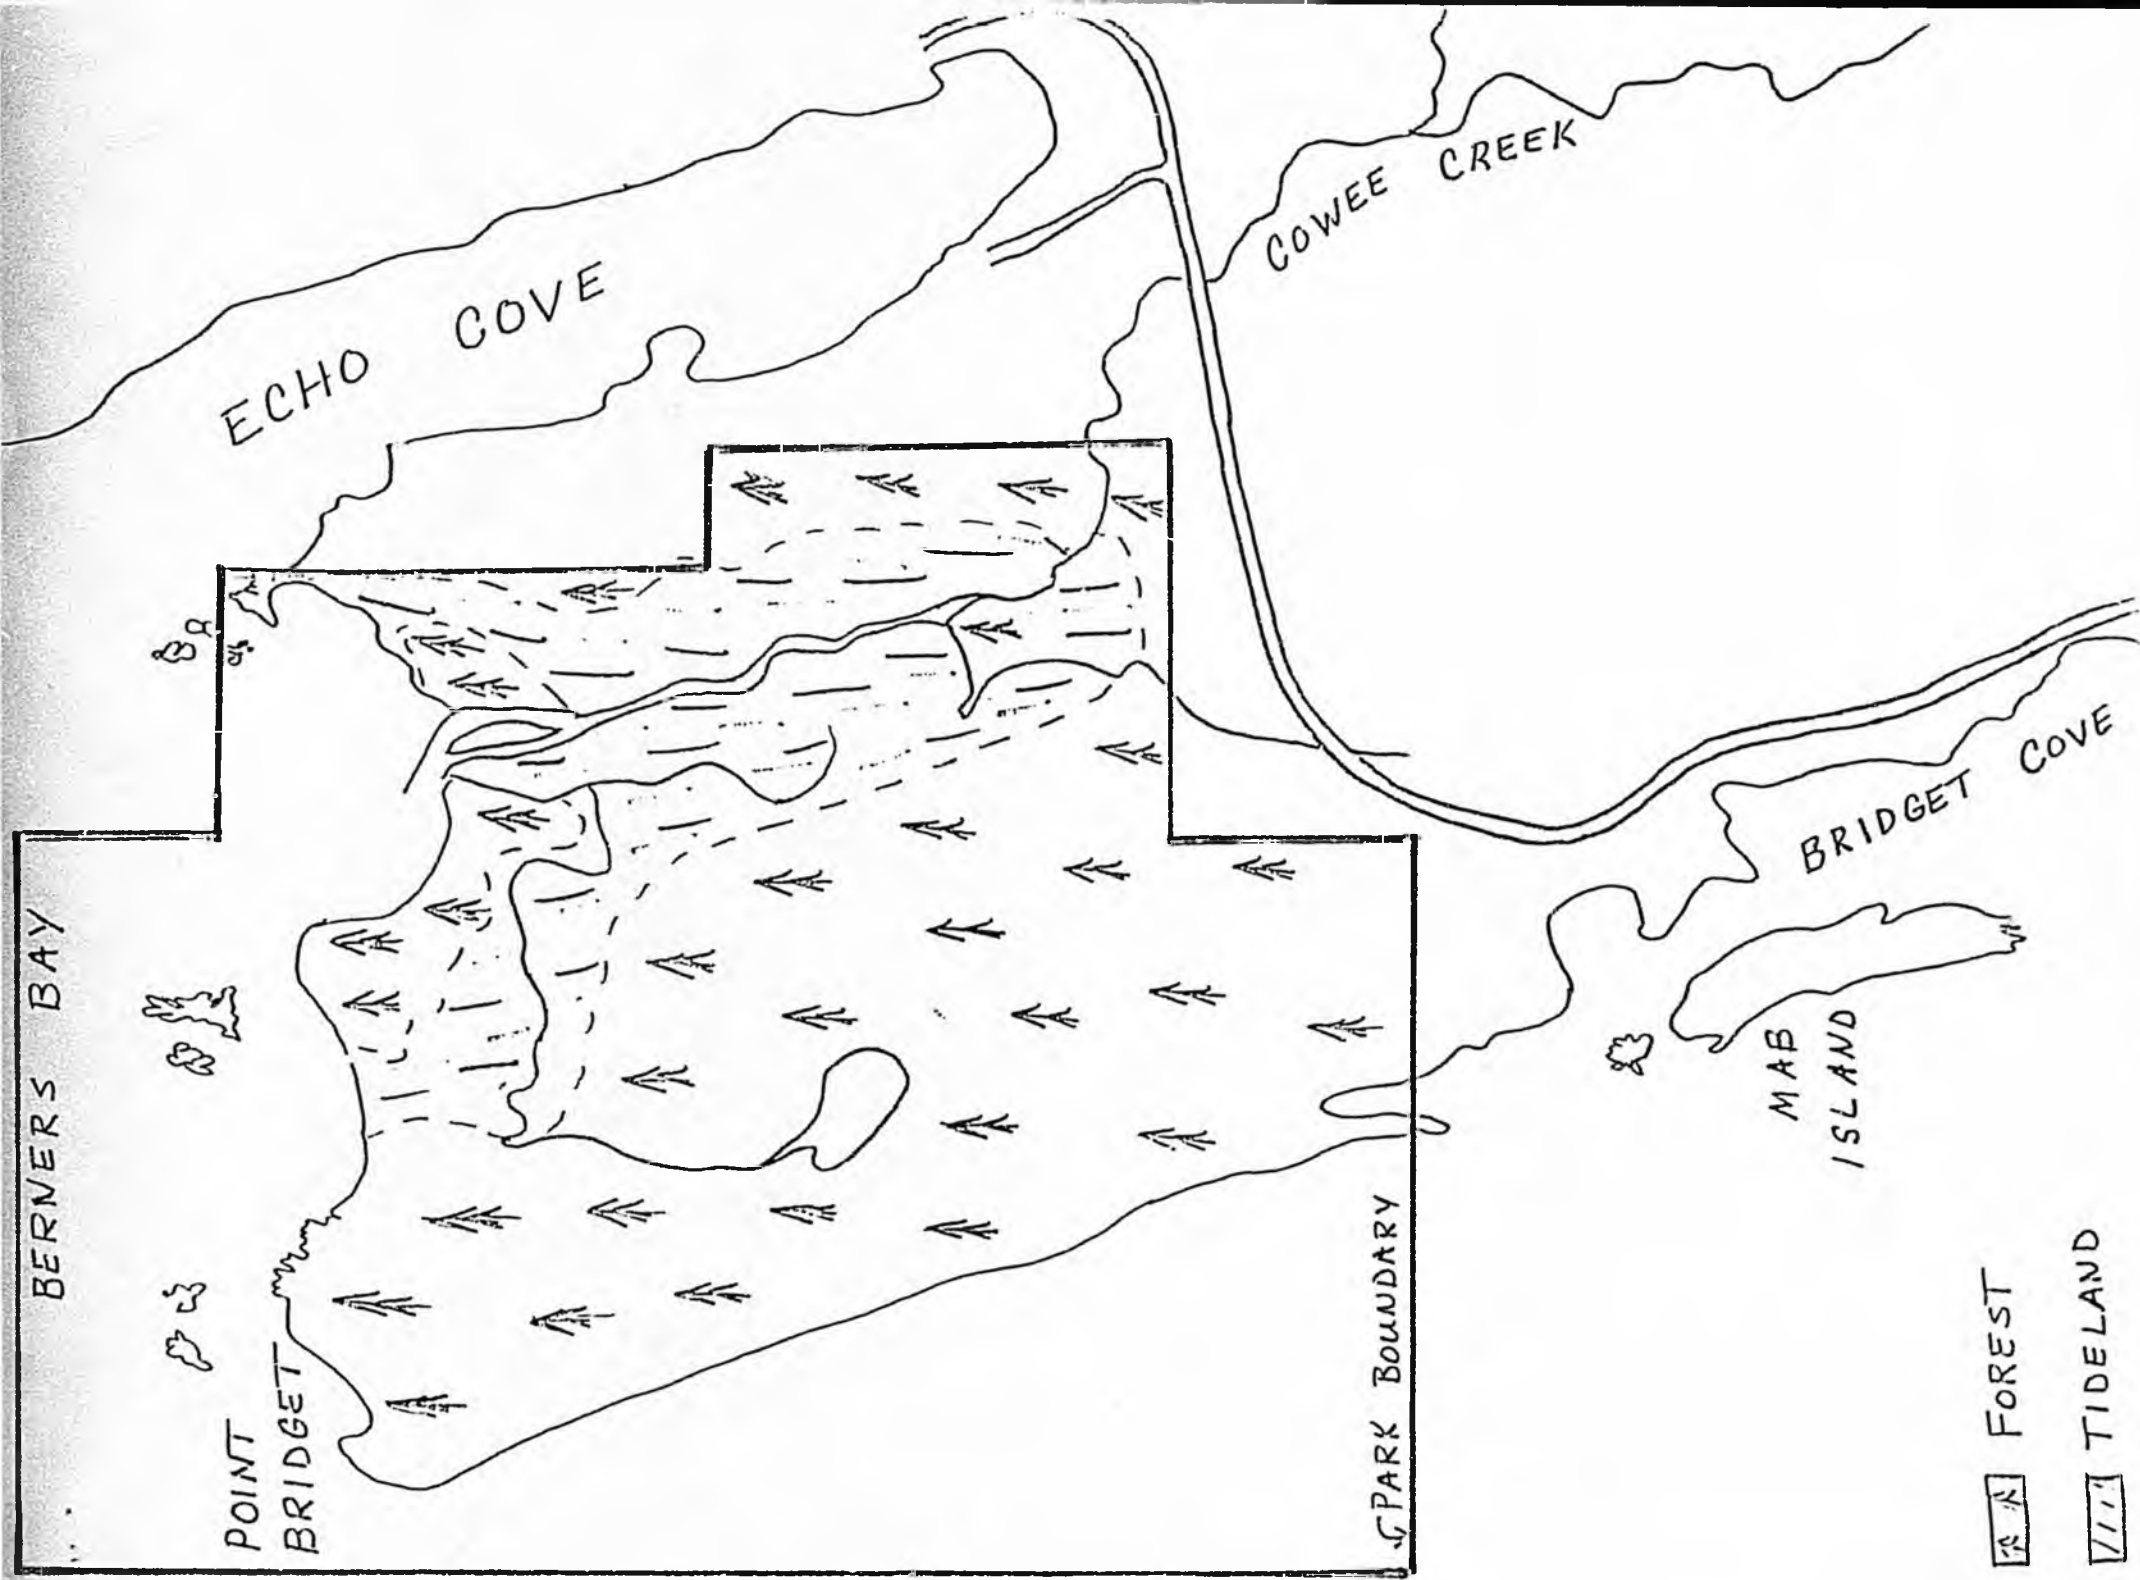 ECHO COVE
COWEE CREEK
BERNERS BAY
POINT
BRIDGET
BRIDGET COVE
MAB
ISLAND
PARK BOUNDARY
FOREST
TIDELAND